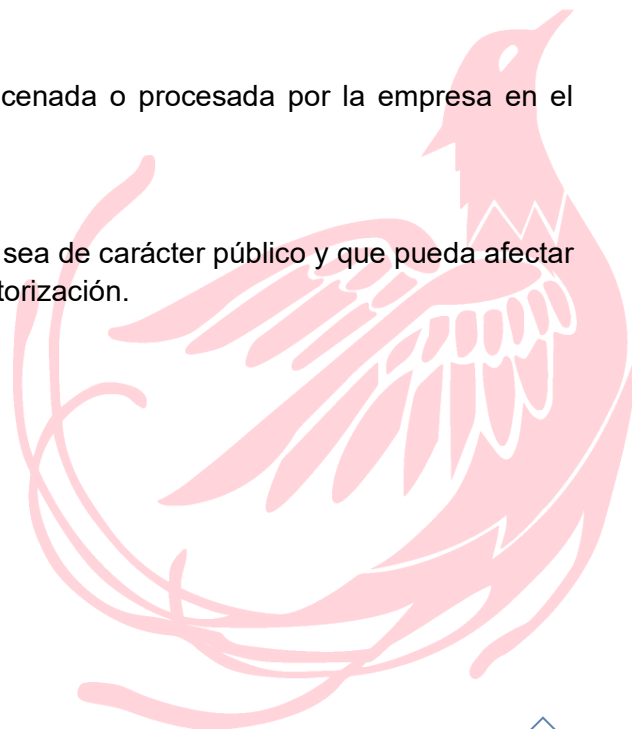 cenada o procesada por la empresa en el
sea de carácter público y que pueda afectar
torización.